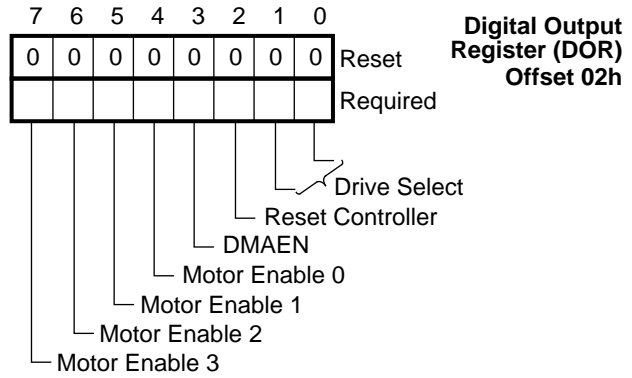 7 6 5 4 3 2 1 0
Digital Output
Register (DOR)
Offset 02h
0 0 0 0 0 0 0 0 Reset
Required
Drive Select
Reset Controller
DMAEN
Motor Enable 0
Motor Enable 1
Motor Enable 2
Motor Enable 3